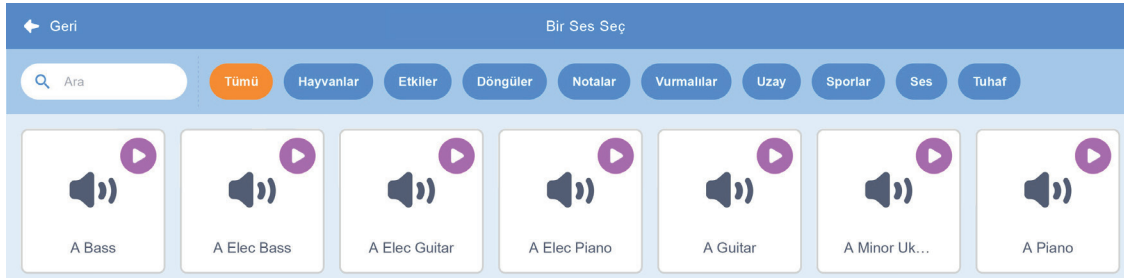 Geri
Bir Ses Seç
Ara
Tümü Hayvanlar Etkiler Döngüler Notalar Vurmalılar Uzay Sporlar Ses Tuhaf
A Bass A Elec Bass A Elec Guitar A Elec Piano A Guitar A Minor Uk... A Piano